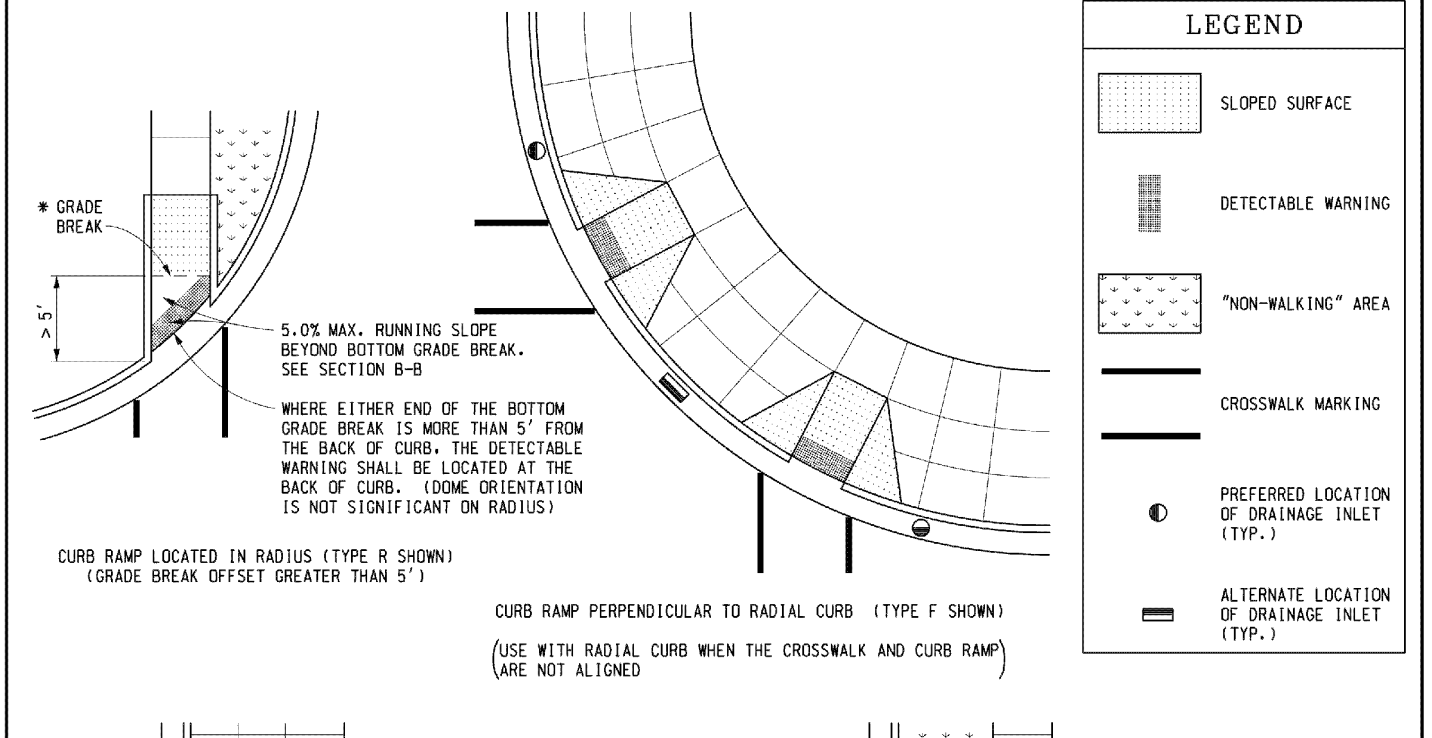 * GRADE
BREAK
> 5'
5.0% MAX. RUNNING SLOPE
BEYOND BOTTOM GRADE BREAK.
SEE SECTION B-B
WHERE EITHER END OF THE BOTTOM
GRADE BREAK IS MORE THAN 5' FROM
THE BACK OF CURB, THE DETECTABLE
WARNING SHALL BE LOCATED AT THE
BACK OF CURB. (DOME ORIENTATION
IS NOT SIGNIFICANT ON RADIUS)
CURB RAMP LOCATED IN RADIUS (TYPE R SHOWN)
(GRADE BREAK OFFSET GREATER THAN 5')
CURB RAMP PERPENDICULAR TO RADIAL CURB (TYPE F SHOWN)
(USE WITH RADIAL CURB WHEN THE CROSSWALK AND CURB RAMP
ARE NOT ALIGNED)
LEGEND
SLOPED SURFACE
DETECTABLE WARNING
"NON-WALKING" AREA
CROSSWALK MARKING
PREFERRED LOCATION
OF DRAINAGE INLET
(TYP.)
ALTERNATE LOCATION
OF DRAINAGE INLET
(TYP.)